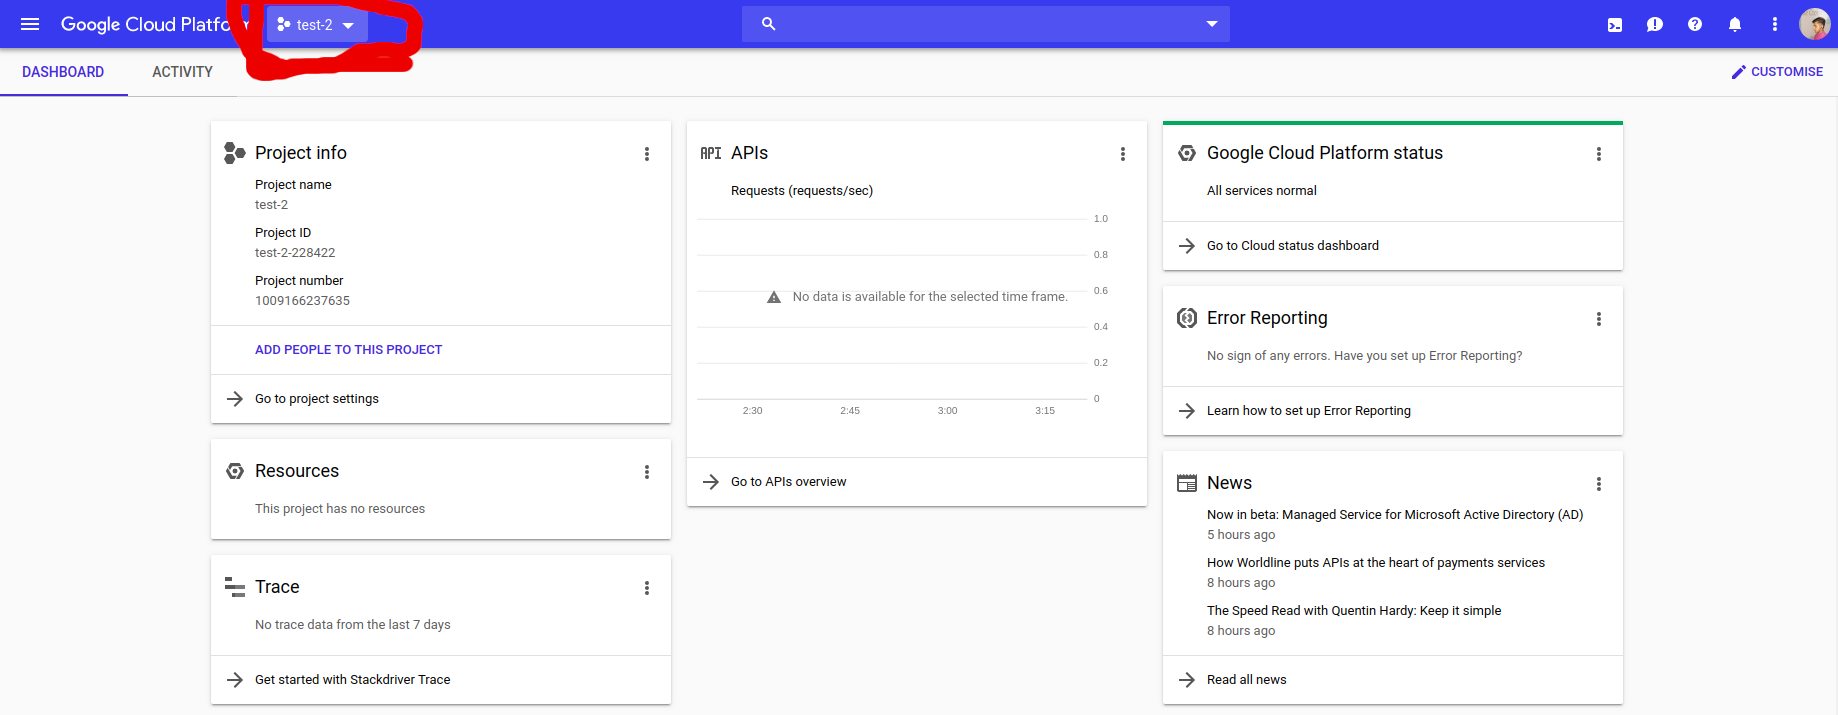 Google Cloud Platform
test-2
DASHBOARD
ACTIVITY
CUSTOMISE
Project info
Project name
test-2
Project ID
test-2-228422
Project number
1009166237635
ADD PEOPLE TO THIS PROJECT
Go to project settings
Resources
This project has no resources
Trace
No trace data from the last 7 days
Get started with Stackdriver Trace
API APIs
Requests (requests/sec)
1.0
0.8
0.6
No data is available for the selected time frame.
0.4
0.2
0
2:30 2:45 3:00 3:15
Go to APIs overview
Google Cloud Platform status
All services normal
Go to Cloud status dashboard
Error Reporting
No sign of any errors. Have you set up Error Reporting?
Learn how to set up Error Reporting
News
Now in beta: Managed Service for Microsoft Active Directory (AD)
5 hours ago
How Worldline puts APIs at the heart of payments services
8 hours ago
The Speed Read with Quentin Hardy: Keep it simple
8 hours ago
Read all news